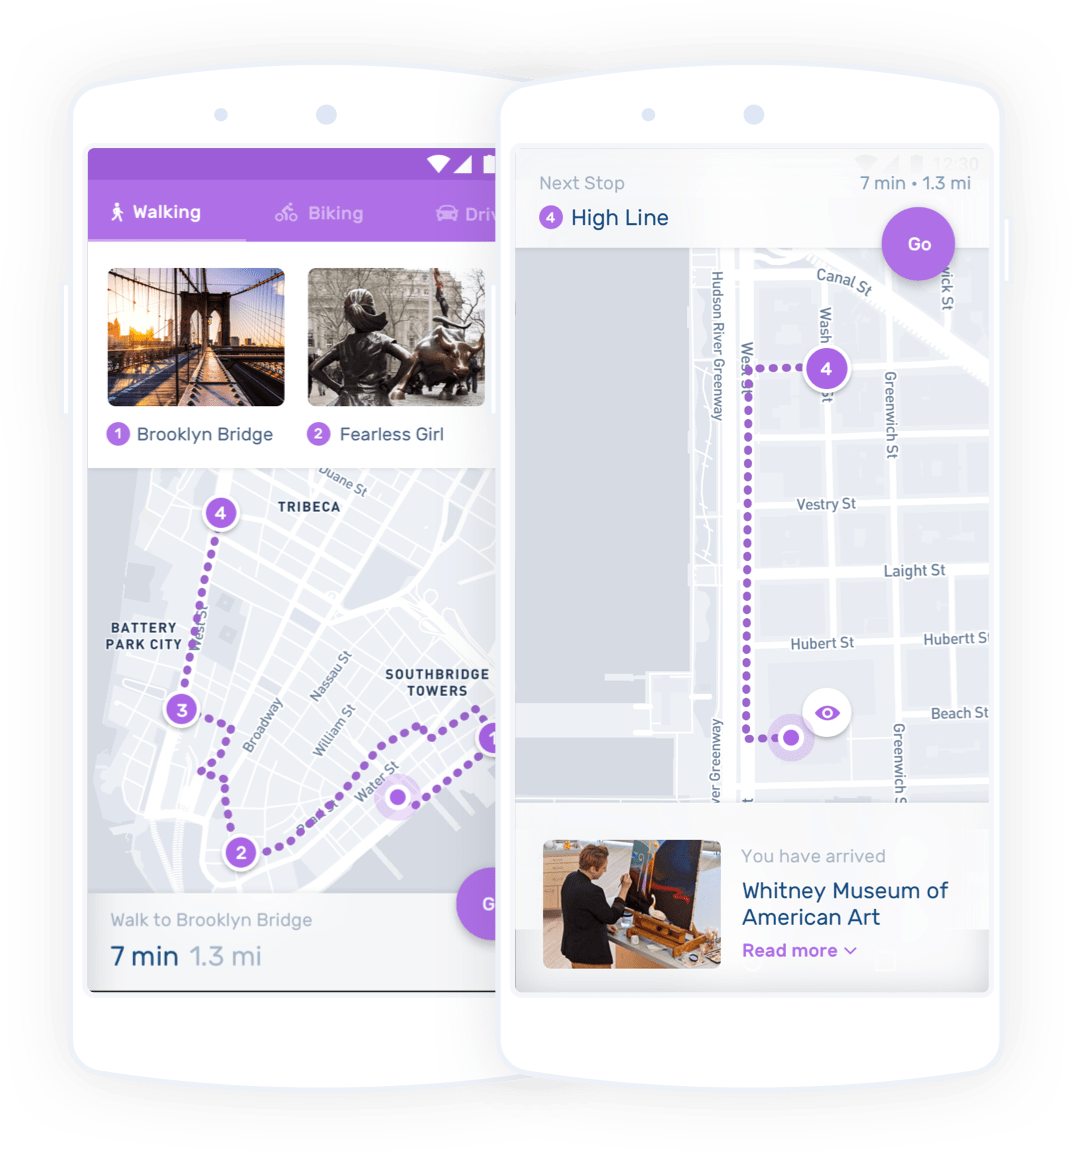 Walking
Biking
Driv
1 Brooklyn Bridge
2 Fearless Girl
Duane St
TRIBECA
4
BATTERY
PARK CITY
West St
SOUTHBRIDGE
TOWERS
Nassau St
3
Broadway
William St
1
Water St
2
Walk to Brooklyn Bridge
7 min 1.3 mi
G
12:30
Next Stop
7 min • 1.3 mi
4 High Line
Go
Canal St
wick St
Hudson River Greenway
Wash
West St
4
Greenwich St
Vestry St
Laight St
Hubert St
Hubertt St
Beach St
ver Greenway
Greenwich S
You have arrived
Whitney Museum of
American Art
Read more